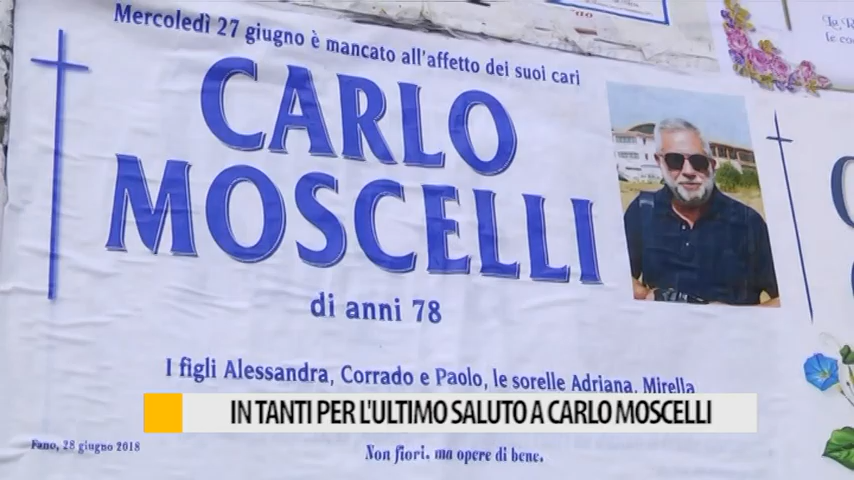 Mercoledì 27 giugno è mancato all'affetto dei suoi cari
CARLO
MOSCELLI
di anni 78
I figli Alessandra, Corrado e Paolo, le sorelle Adriana, Mirella
IN TANTI PER L'ULTIMO SALUTO A CARLO MOSCELLI
Fano, 28 giugno 2018
Non fiori, ma opere di bene.